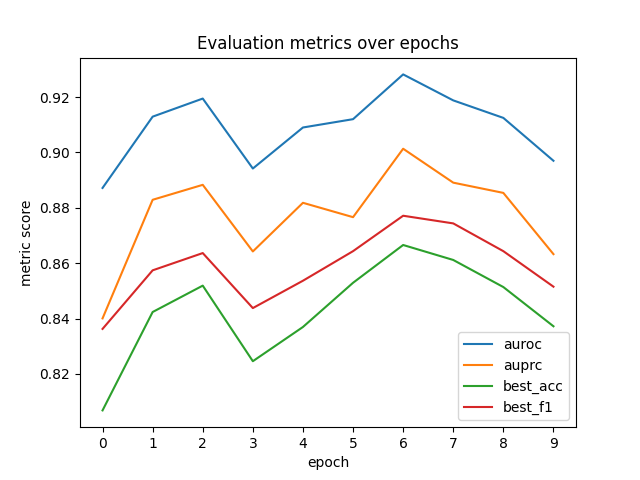 Evaluation metrics over epochs
metric score
0.92
0.90
0.88
0.86
0.84
0.82
0 1 2 3 4 5 6 7 8 9
epoch
auroc
auprc
best_acc
best_f1